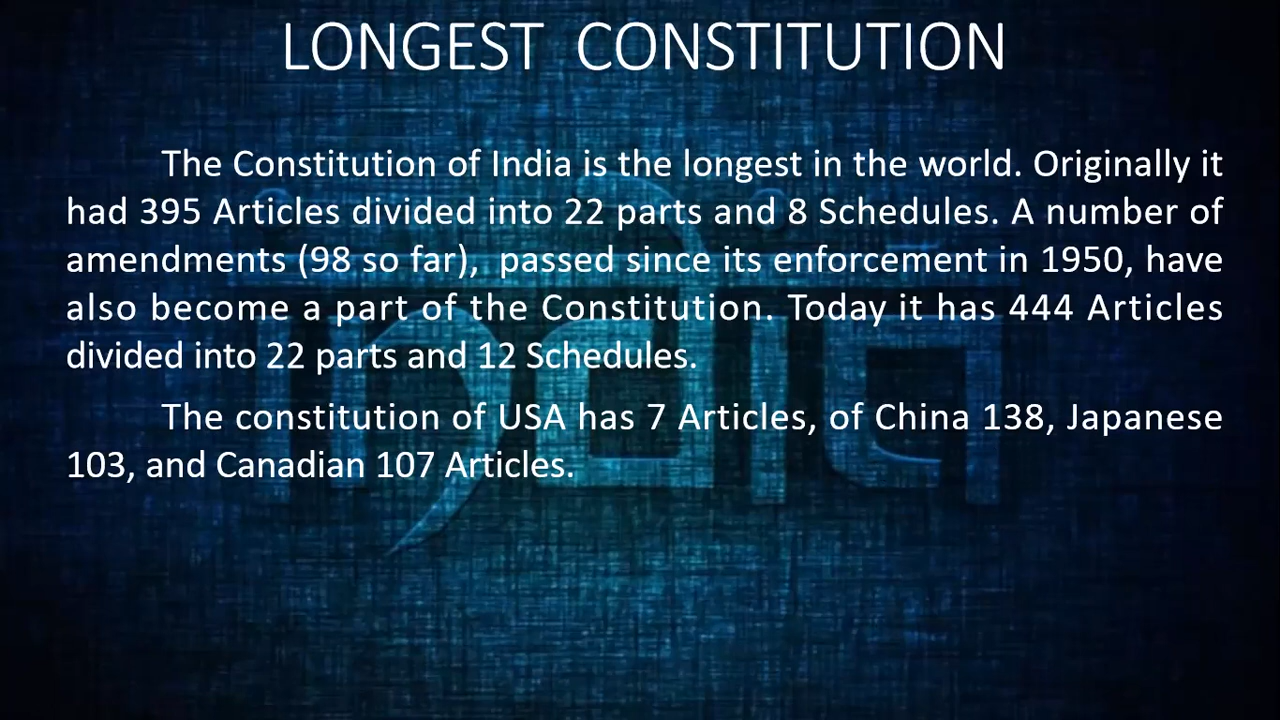 LONGEST CONSTITUTION
The Constitution of India is the longest in the world. Originally it
had 395 Articles divided into 22 parts and 8 Schedules. A number of
amendments (98 so far), passed since its enforcement in 1950, have
also become a part of the Constitution. Today it has 444 Articles
divided into 22 parts and 12 Schedules.
The constitution of USA has 7 Articles, of China 138, Japanese
103, and Canadian 107 Articles.
india